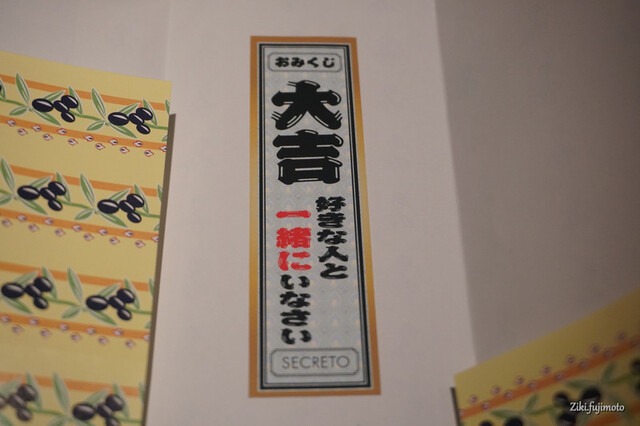 おみくじ
大吉
好きな人と
一緒にいなさい
SECRETO
Ziki.fujimoto